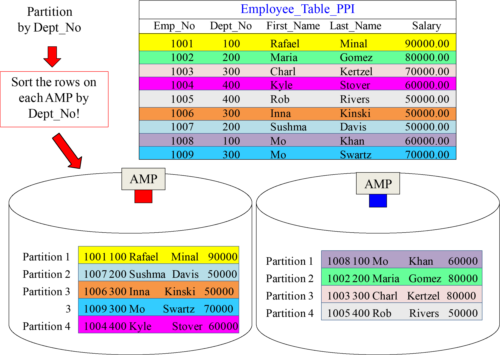 Partition
by Dept_No
Sort the rows on
each AMP by
Dept_No!
Employee_Table_PPI
Emp_No Dept_No First_Name Last_Name Salary
1001 100 Rafael Minal 90000.00
1002 200 Maria Gomez 80000.00
1003 300 Charl Kertzel 70000.00
1004 400 Kyle Stover 60000.00
1005 400 Rob Rivers 50000.00
1006 300 Inna Kinski 50000.00
1007 200 Sushma Davis 50000.00
1008 100 Mo Khan 60000.00
1009 300 Mo Swartz 70000.00
AMP
Partition 1 1001 100 Rafael Minal 90000
Partition 2 1007 200 Sushma Davis 50000
Partition 3 1006 300 Inna Kinski 50000
3 1009 300 Mo Swartz 70000
Partition 4 1004 400 Kyle Stover 60000
AMP
Partition 1 1008 100 Mo Khan 60000
Partition 2 1002 200 Maria Gomez 80000
Partition 3 1003 300 Charl Kertzel 80000
Partition 4 1005 400 Rob Rivers 50000